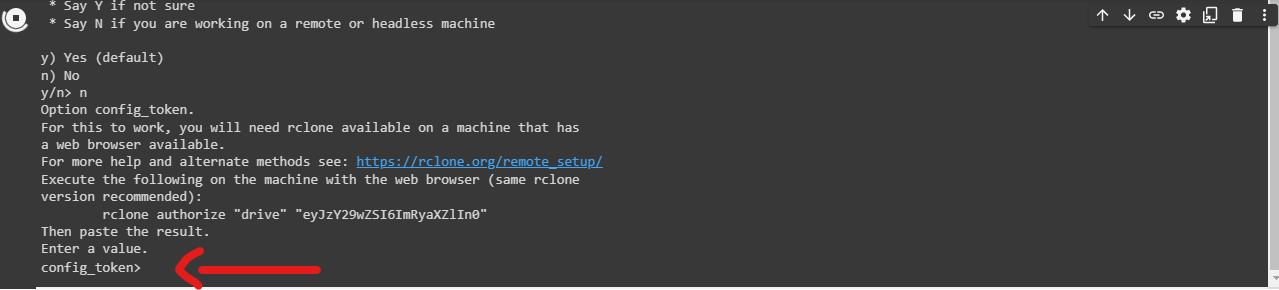 * Say Y if not sure
* Say N if you are working on a remote or headless machine
y) Yes (default)
n) No
y/n> n
Option config_token.
For this to work, you will need rclone available on a machine that has
a web browser available.
For more help and alternate methods see: https://rclone.org/remote_setup/
Execute the following on the machine with the web browser (same rclone
version recommended):
rclone authorize "drive" "eyJzY29wZSI6ImRyaXZlIn0"
Then paste the result.
Enter a value.
config_token>